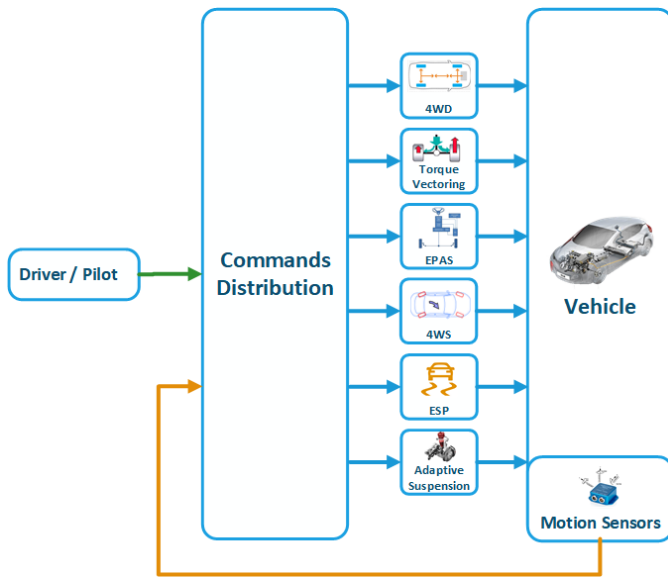 4WD
Torque
Vectoring
EPAS
Driver / Pilot
Commands
Distribution
Vehicle
4WS
ESP
Adaptive
Suspension
Motion Sensors